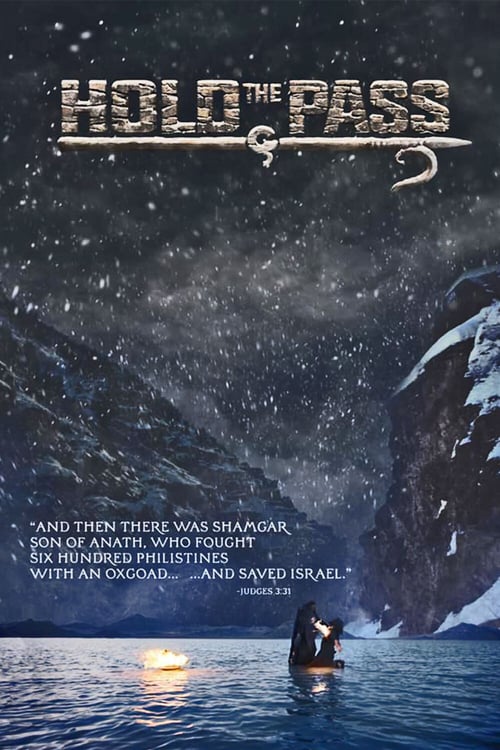 HOLD THE PASS
“AND THEN THERE WAS SHAMGAR
SON OF ANATH, WHO FOUGHT
SIX HUNDRED PHILISTINES
WITH AN OXGOAD... ...AND SAVED ISRAEL.”
-JUDGES 3:31